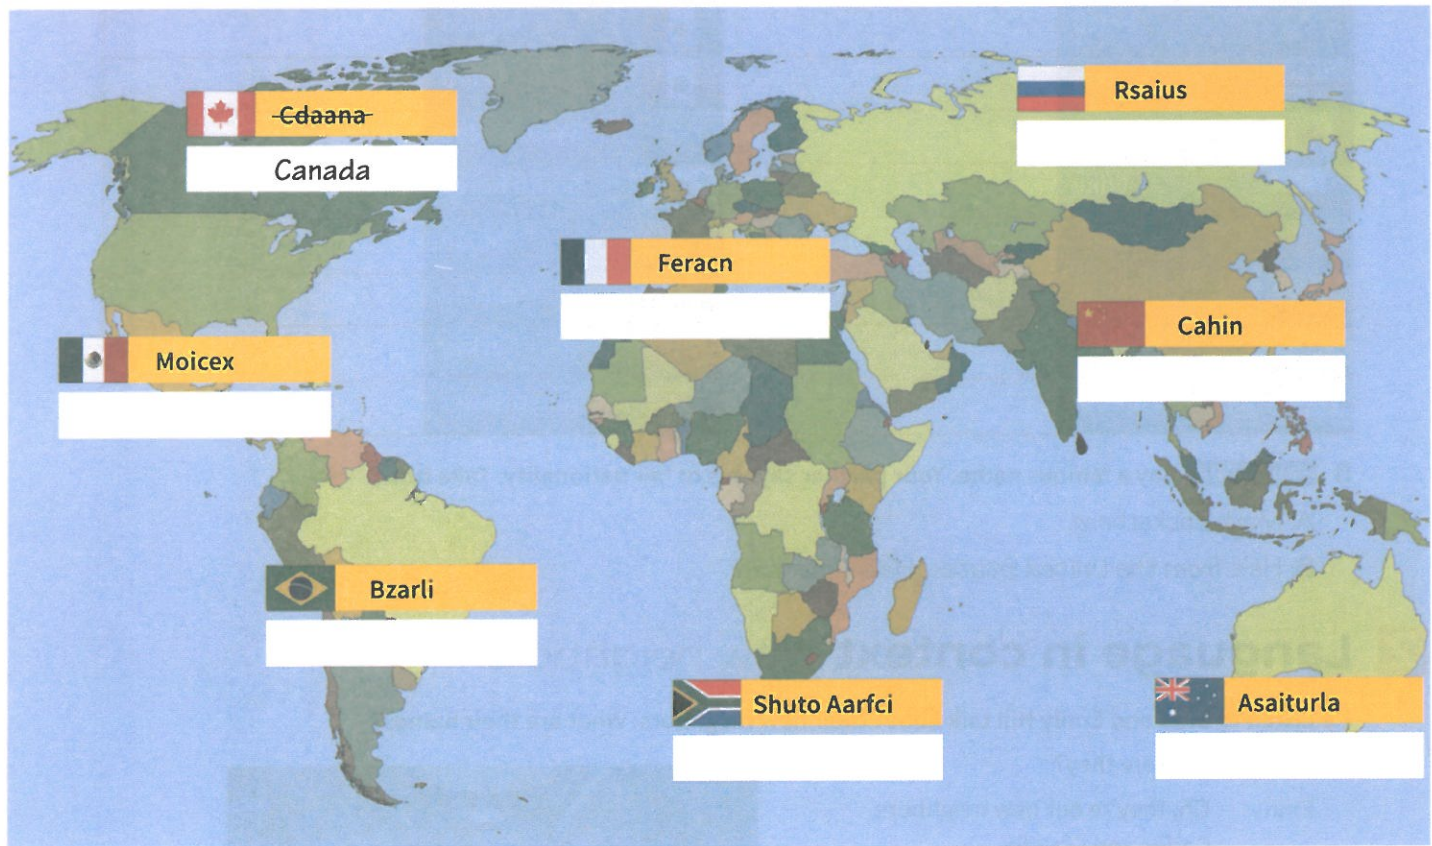 Cdaana
Canada
Rsaius
Feracn
Cahin
Moicex
Bzarli
Shuto Aarfci
Asaiturla